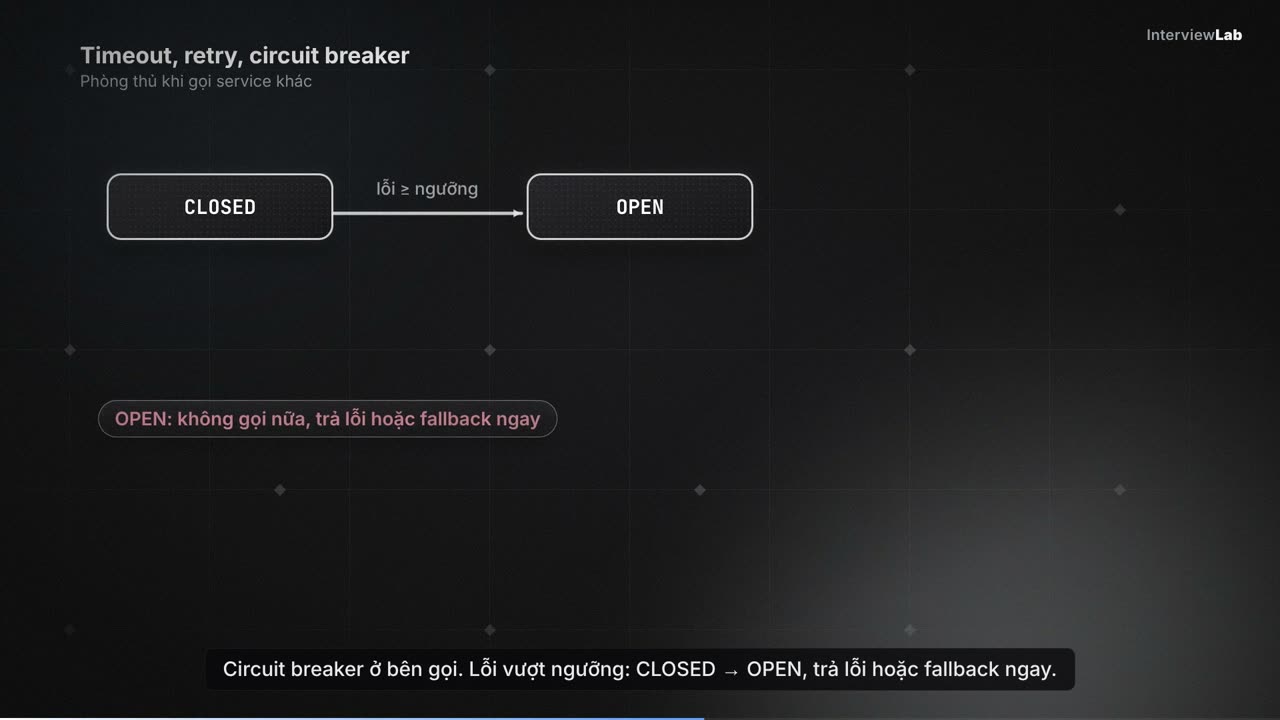 Timeout, retry, circuit breaker
InterviewLab
Phòng thủ khi gọi service khác
CLOSED
lỗi ≥ ngưỡng
OPEN
OPEN: không gọi nữa, trả lỗi hoặc fallback ngay
Circuit breaker ở bên gọi. Lỗi vượt ngưỡng: CLOSED → OPEN, trả lỗi hoặc fallback ngay.